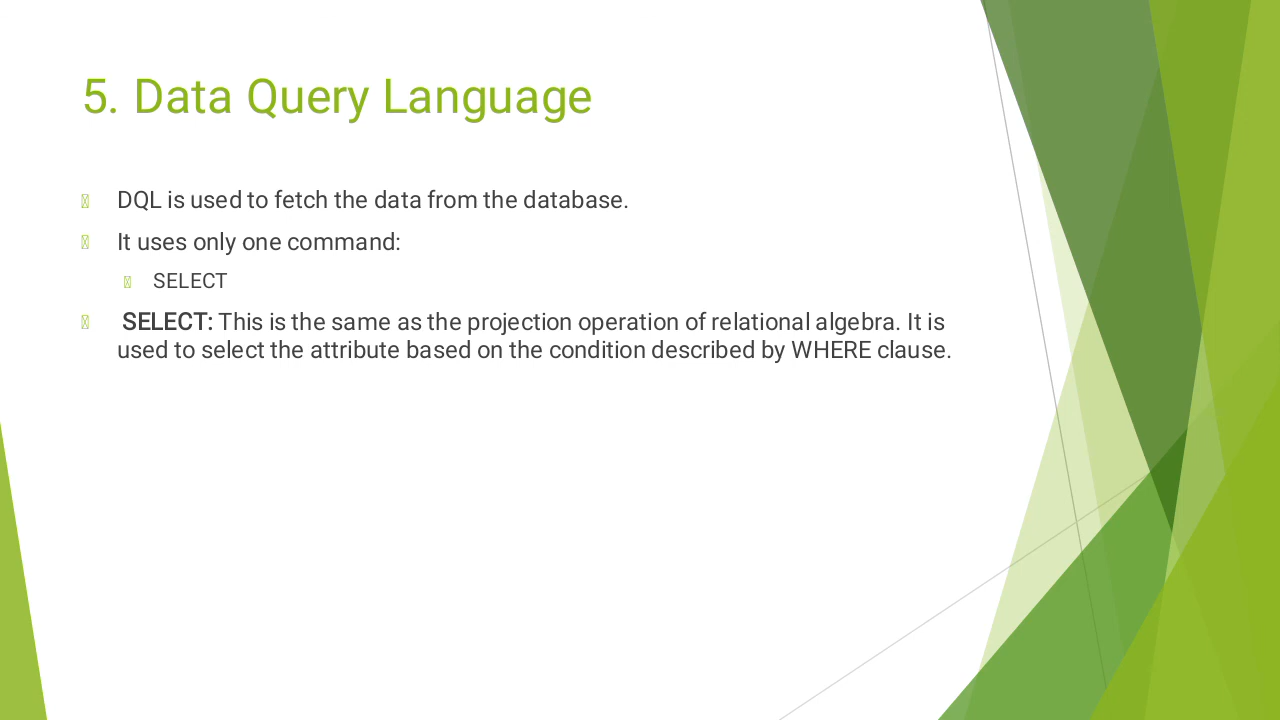 5. Data Query Language
DQL is used to fetch the data from the database.
It uses only one command:
SELECT
SELECT: This is the same as the projection operation of relational algebra. It is
used to select the attribute based on the condition described by WHERE clause.